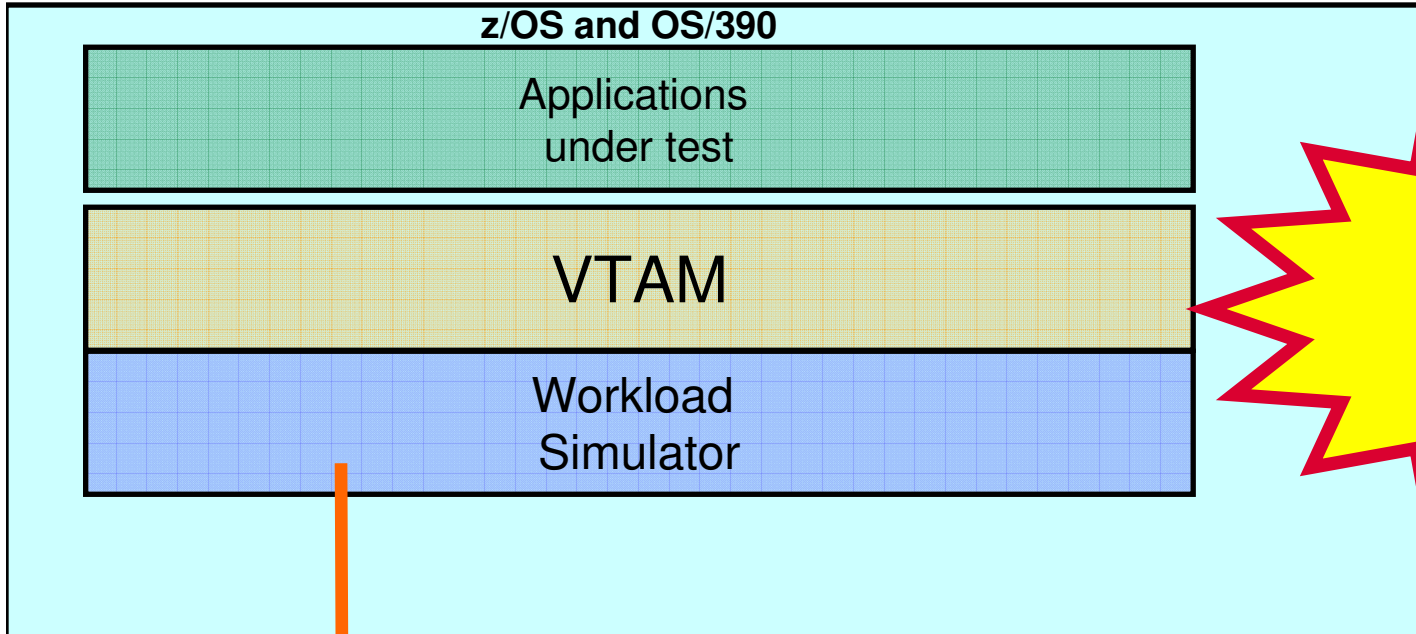 z/OS and OS/390
Applications
under test
VTAM
Workload
Simulator